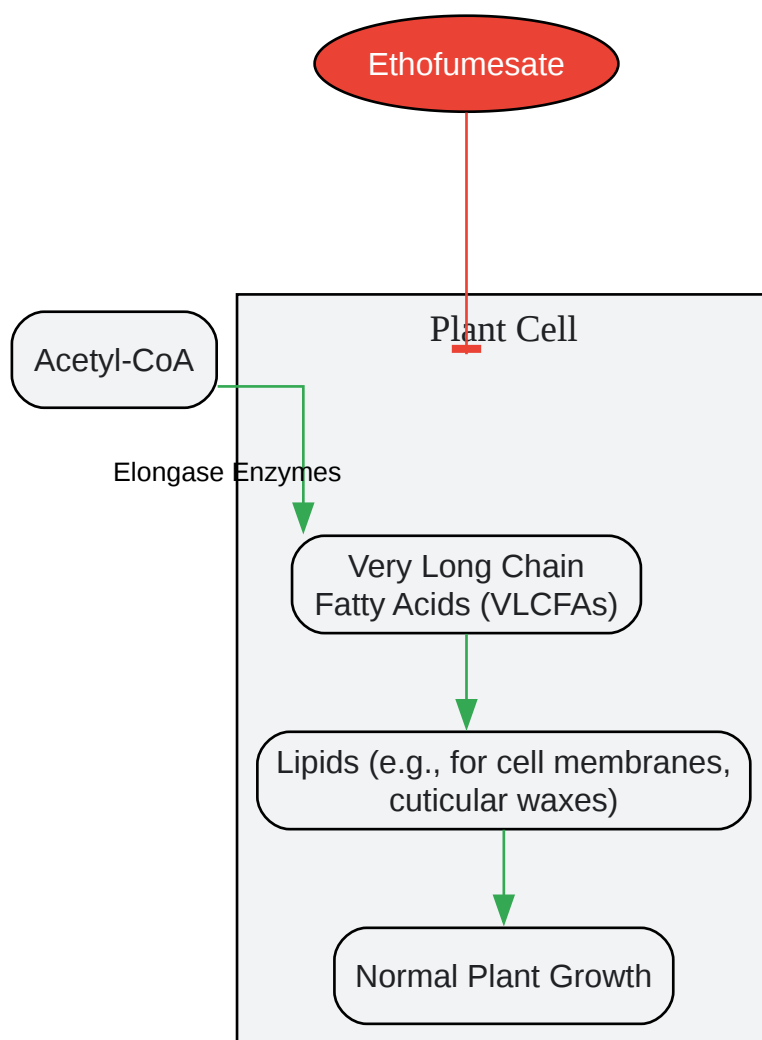 Ethofumesate
Plant Cell
Acetyl-CoA
Elongase Enzymes
Very Long Chain
Fatty Acids (VLCFAs)
Lipids (e.g., for cell membranes,
cuticular waxes)
Normal Plant Growth